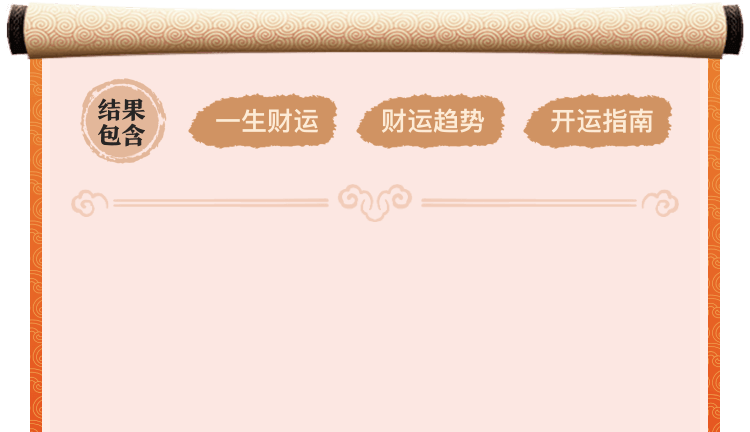 结果
包含
一生财运
财运趋势
开运指南